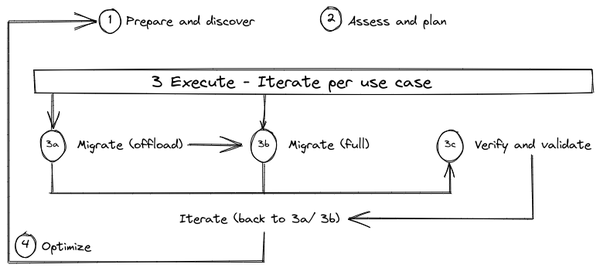 1 Prepare and discover
2 Assess and plan
3 Execute - Iterate per use case
3a Migrate (offload)
3b Migrate (full)
3c Verify and validate
Iterate (back to 3a/ 3b)
4 Optimize